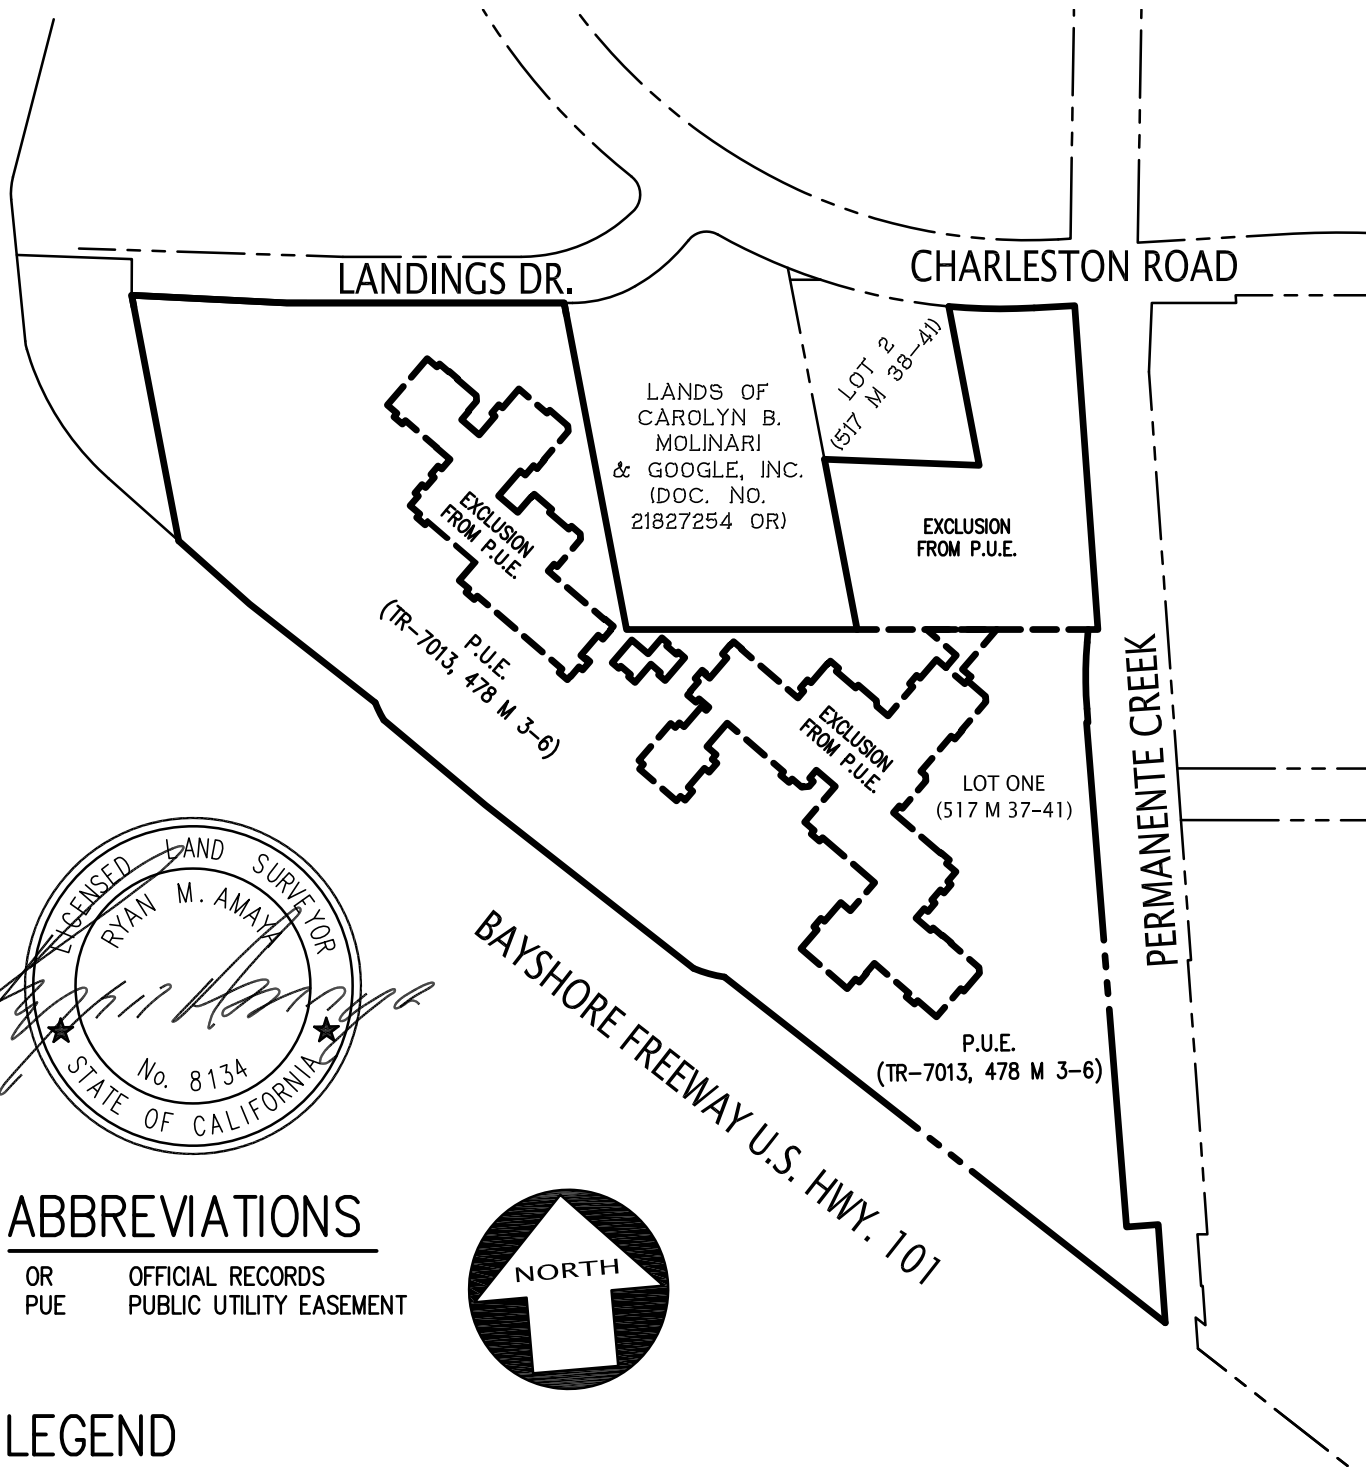 LANDINGS DR.
CHARLESTON ROAD
LANDS OF
CAROLYN B.
MOLINARI
& GOOGLE, INC.
(DOC. NO.
21827254 OR)
LOT 2
(517 M 38-41)
EXCLUSION
FROM P.U.E.
EXCLUSION
FROM P.U.E.
P.U.E.
(TR-7013, 478 M 3-6)
EXCLUSION
FROM P.U.E.
LOT ONE
(517 M 37-41)
PERMANENTE CREEK
BAYSHORE FREEWAY U.S. HWY. 101
P.U.E.
(TR-7013, 478 M 3-6)
LICENSED LAND SURVEYOR
RYAN M. AMAYA
No. 8134
STATE OF CALIFORNIA
ABBREVIATIONS
OR OFFICIAL RECORDS
PUE PUBLIC UTILITY EASEMENT
NORTH
LEGEND